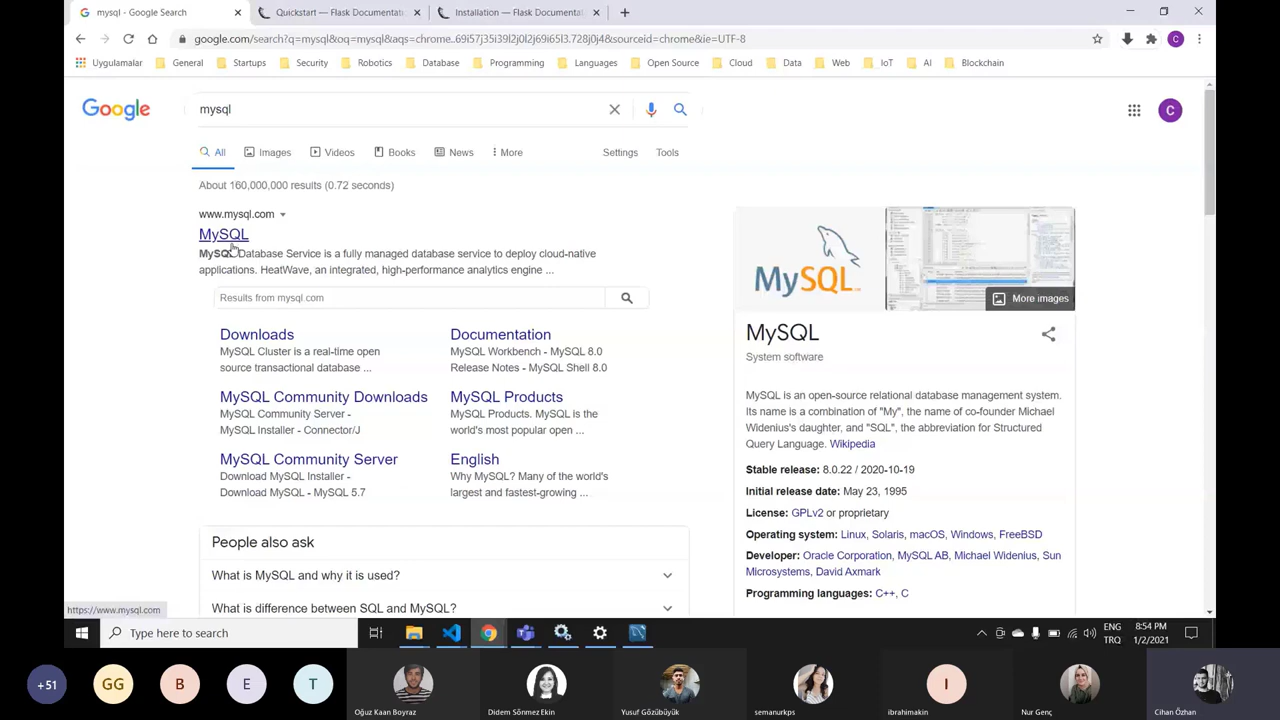 mysql - Google Search
Quickstart — Flask Documentat
Installation — Flask Documentat
google.com/search?q=mysql&oq=mysql&aqs=chrome..69i57j35i39l2j0l2j69i65l3.728j0j4&sourceid=chrome&ie=UTF-8
Uygulamalar General Startups Security Robotics Database Programming Languages Open Source Cloud Data Web IoT AI Blockchain
Google
mysql
C
C
All Images Videos Books News More Settings Tools
About 160,000,000 results (0.72 seconds)
www.mysql.com
MySQL
MySQL Database Service is a fully managed database service to deploy cloud-native
applications. HeatWave, an integrated, high-performance analytics engine ...
Results from mysql.com
Downloads
MySQL Cluster is a real-time open
source transactional database ...
Documentation
MySQL Workbench - MySQL 8.0
Release Notes - MySQL Shell 8.0
MySQL Community Downloads
MySQL Community Server -
MySQL Installer - Connector/J
MySQL Products
MySQL Products. MySQL is the
world's most popular open ...
MySQL Community Server
Download MySQL Installer -
Download MySQL - MySQL 5.7
English
Why MySQL? Many of the world's
largest and fastest-growing ...
People also ask
What is MySQL and why it is used?
What is difference between SQL and MySQL?
MySQL
More images
MySQL
System software
MySQL is an open-source relational database management system.
Its name is a combination of "My", the name of co-founder Michael
Widenius's daughter, and "SQL", the abbreviation for Structured
Query Language. Wikipedia
Stable release: 8.0.22 / 2020-10-19
Initial release date: May 23, 1995
License: GPLv2 or proprietary
Operating system: Linux, Solaris, macOS, Windows, FreeBSD
Developer: Oracle Corporation, MySQL AB, Michael Widenius, Sun
Microsystems, David Axmark
Programming languages: C++, C
https://www.mysql.com
Type here to search
ENG
TRQ
8:54 PM
1/2/2021
+51
GG
B
E
T
I
Oğuz Kaan Boyraz
Didem Sönmez Ekin
Yusuf Gözübüyük
semanurkps
ibrahimakin
Nur Genç
Cihan Özhan